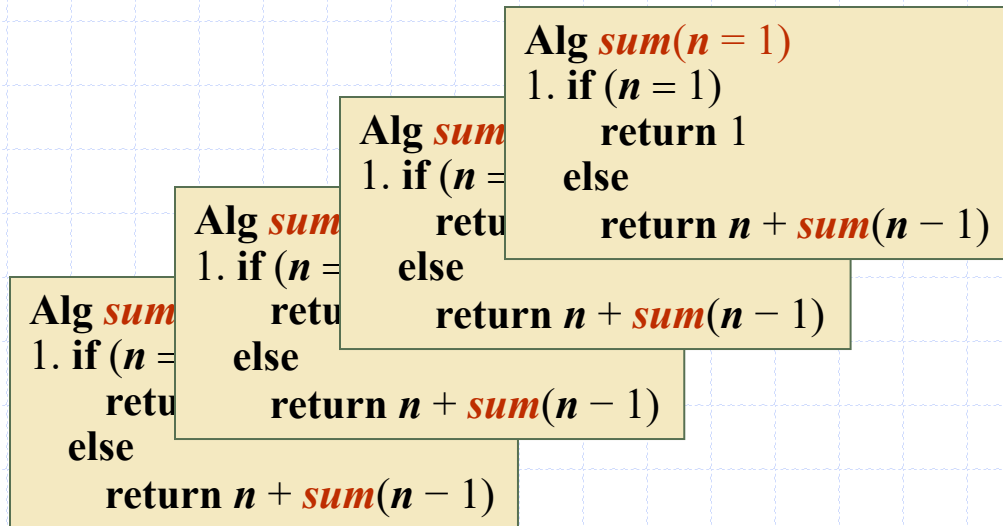 Alg sum(n = 1)
1. if (n = 1)
return 1
else
return n + sum(n − 1)
Alg sum
1. if (n =
retu
else
return n + sum(n − 1)
Alg sum
1. if (n =
retu
else
return n + sum(n − 1)
Alg sum
1. if (n =
retu
else
return n + sum(n − 1)